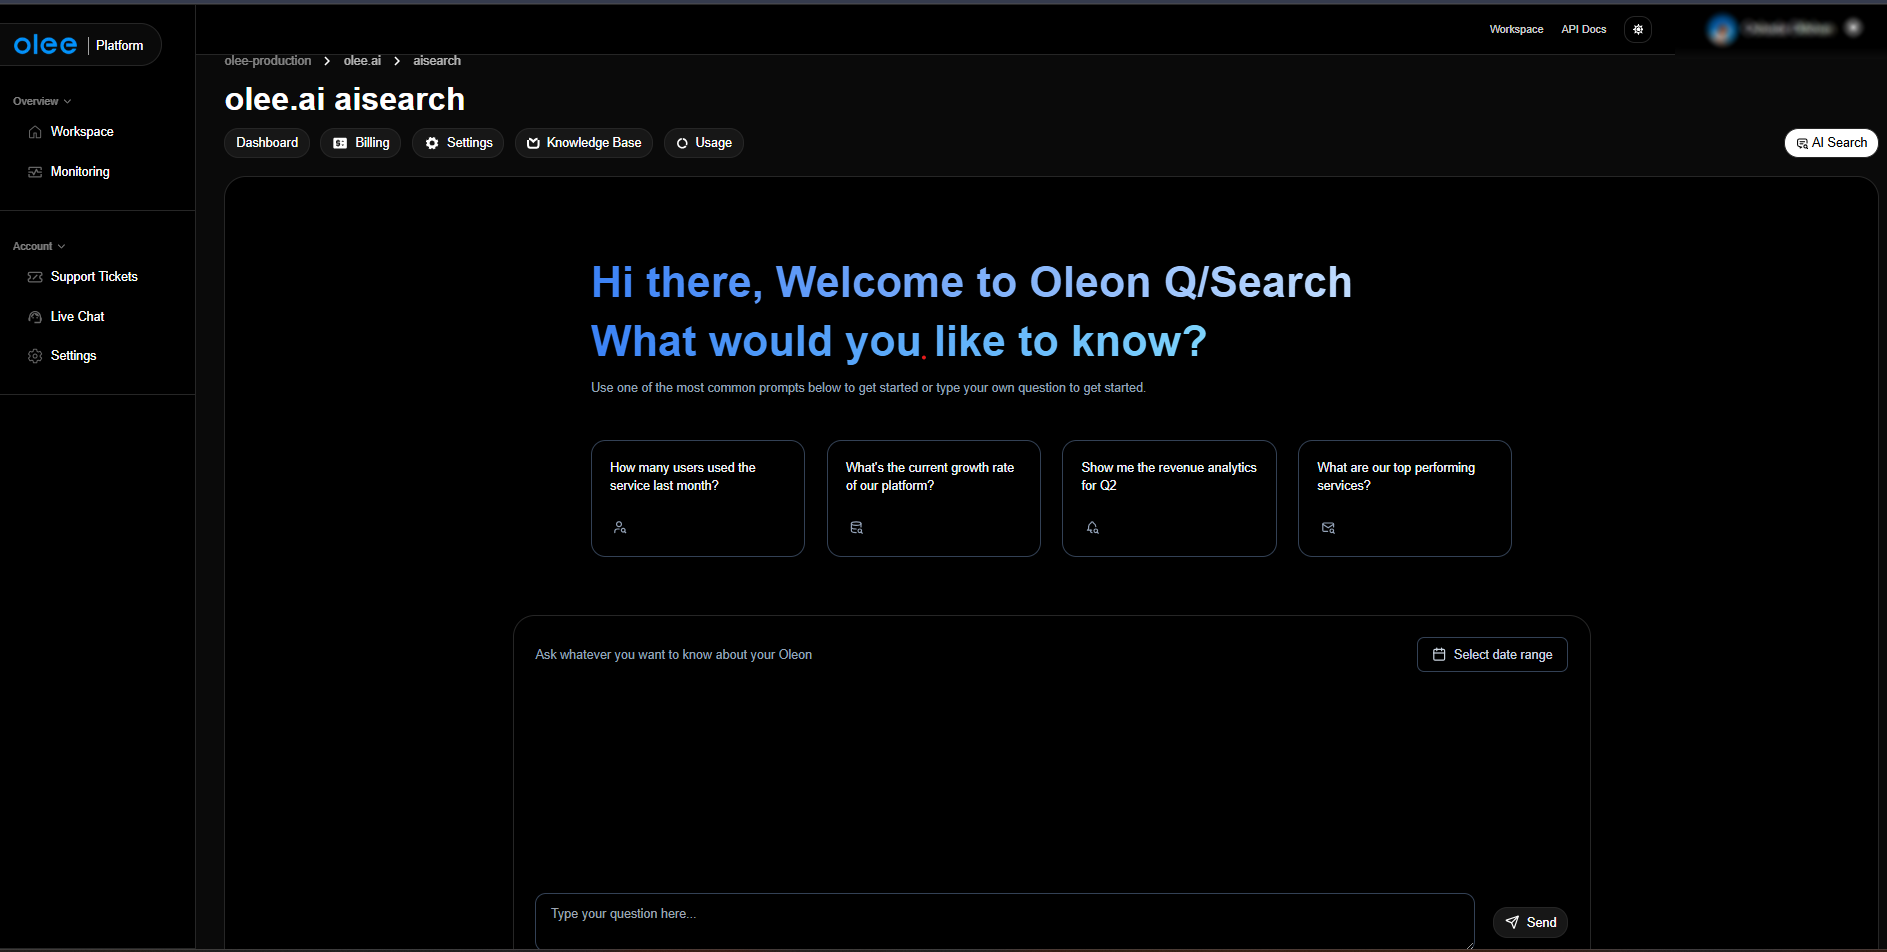 olee | Platform
Workspace
API Docs
Overview
Workspace
Monitoring
Account
Support Tickets
Live Chat
Settings
olee-production > olee.ai > aisearch
olee.ai aisearch
Dashboard
Billing
Settings
Knowledge Base
Usage
AI Search
Hi there, Welcome to Oleon Q/Search
What would you like to know?
Use one of the most common prompts below to get started or type your own question to get started.
How many users used the
service last month?
What's the current growth rate
of our platform?
Show me the revenue analytics
for Q2
What are our top performing
services?
Ask whatever you want to know about your Oleon
Select date range
Type your question here...
Send